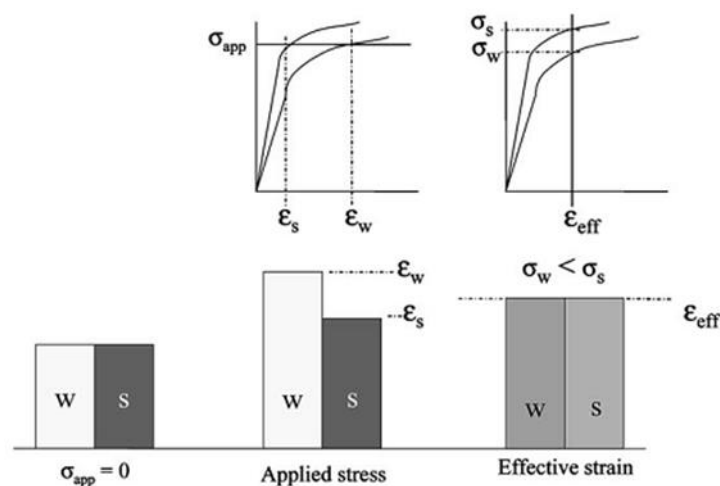 σapp
εs εw
σs
σw
εeff
W S
σapp = 0
εw
εs
W S
Applied stress
σw < σs
εeff
W S
Effective strain